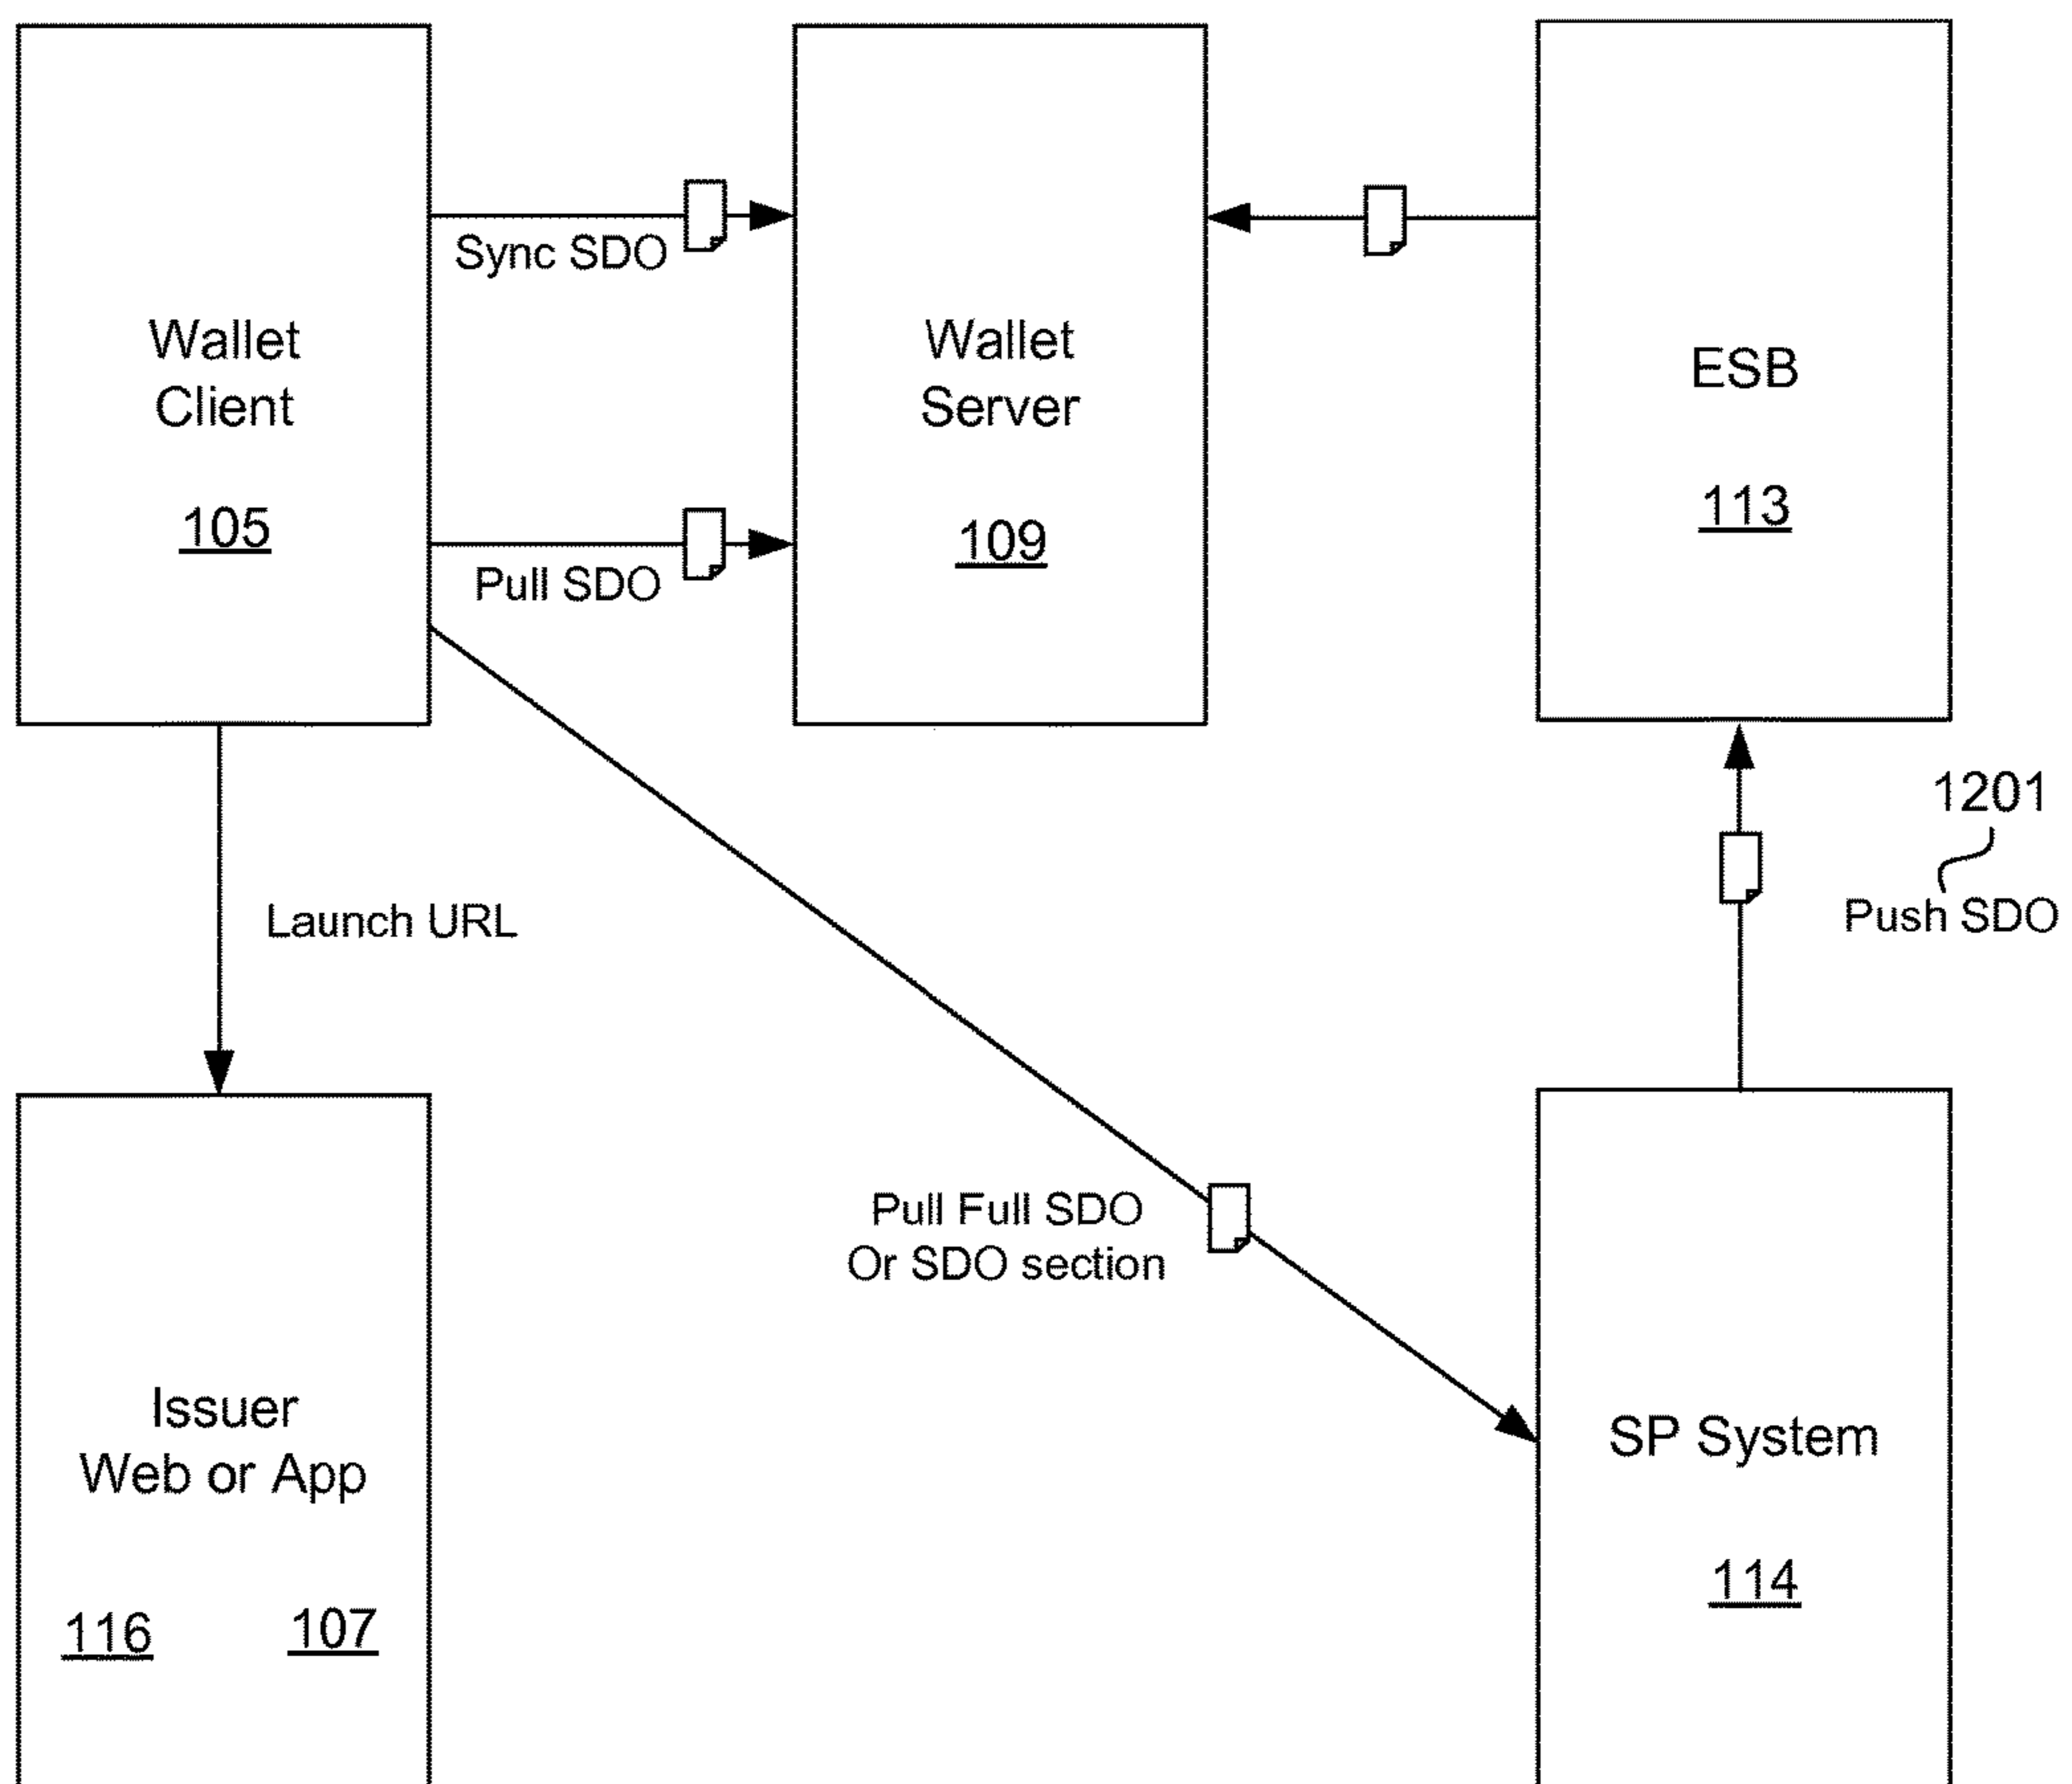 Wallet
Client
105
Sync SDO
Pull SDO
Wallet
Server
109
ESB
113
1201
Push SDO
Launch URL
Pull Full SDO
Or SDO section
Issuer
Web or App
116 107
SP System
114